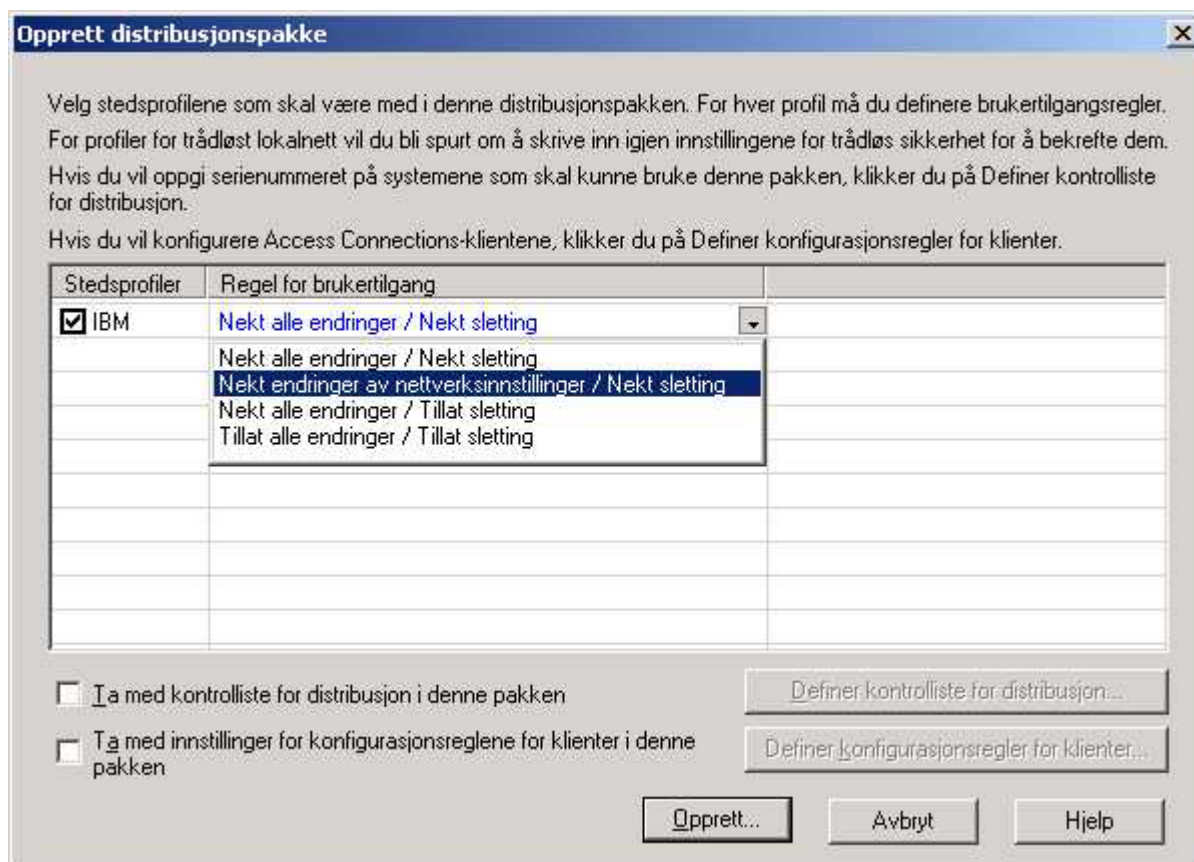 Opprett distribusjonspakke
Velg stedsprofilene som skal være med i denne distribusjonspakken. For hver profil må du definere brukertilgangsregler.
For profiler for trådløst lokalnett vil du bli spurt om å skrive inn igjen innstillingene for trådløs sikkerhet for å bekrefte dem.
Hvis du vil oppgi serienummeret på systemene som skal kunne bruke denne pakken, klikker du på Definer kontrolliste
for distribusjon.
Hvis du vil konfigurere Access Connections-klientene, klikker du på Definer konfigurasjonsregler for klienter.
Stedsprofiler Regel for brukertilgang
IBM Nekt alle endringer / Nekt sletting
Nekt alle endringer / Nekt sletting
Nekt endringer av nettverksinnstillinger / Nekt sletting
Nekt alle endringer / Tillat sletting
Tillat alle endringer / Tillat sletting
Ta med kontrolliste for distribusjon i denne pakken
Definer kontrolliste for distribusjon...
Ta med innstillinger for konfigurasjonsreglene for klienter i denne
pakken
Definer konfigurasjonsregler for klienter...
Opprett... Avbryt Hjelp